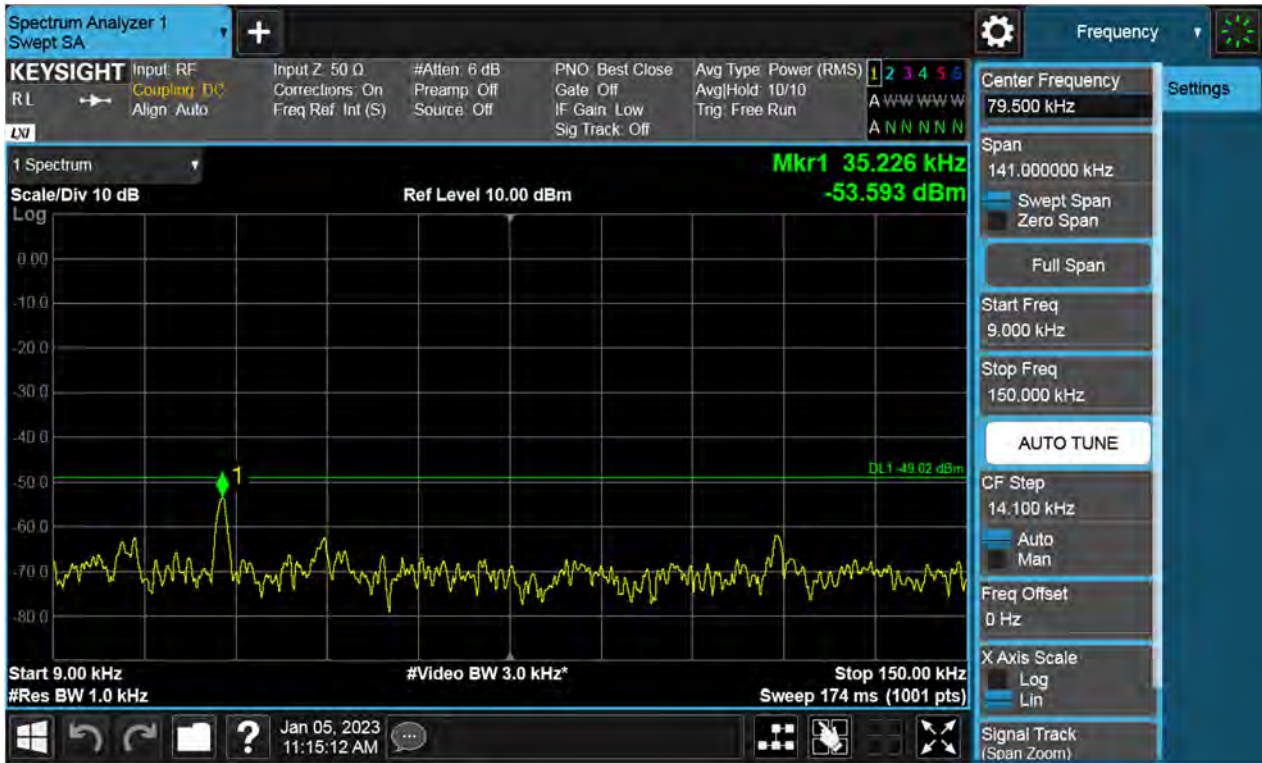 Spectrum Analyzer 1
Swept SA
+
Frequency
KEYSIGHT
R L
LXI
Input: RF
Coupling: DC
Align: Auto
Input Z: 50 Ω
Corrections: On
Freq Ref: Int (S)
#Atten: 6 dB
Preamp: Off
Source: Off
PNO: Best Close
Gate: Off
IF Gain: Low
Sig Track: Off
Avg Type: Power (RMS)
Avg|Hold: 10/10
Trig: Free Run
1 2 3 4 5 6
A W W W W W
A N N N N N
1 Spectrum
Mkr1 35.226 kHz
Scale/Div 10 dB
Ref Level 10.00 dBm
-53.593 dBm
Log
0.00
-10.0
-20.0
-30.0
-40.0
-50.0
-60.0
-70.0
-80.0
1
DL1 -49.02 dBm
Start 9.00 kHz
#Video BW 3.0 kHz*
Stop 150.00 kHz
#Res BW 1.0 kHz
Sweep 174 ms (1001 pts)
Center Frequency
79.500 kHz
Settings
Span
141.000000 kHz
Swept Span
Zero Span
Full Span
Start Freq
9.000 kHz
Stop Freq
150.000 kHz
AUTO TUNE
CF Step
14.100 kHz
Auto
Man
Freq Offset
0 Hz
X Axis Scale
Log
Lin
Signal Track
(Span Zoom)
?
Jan 05, 2023
11:15:12 AM